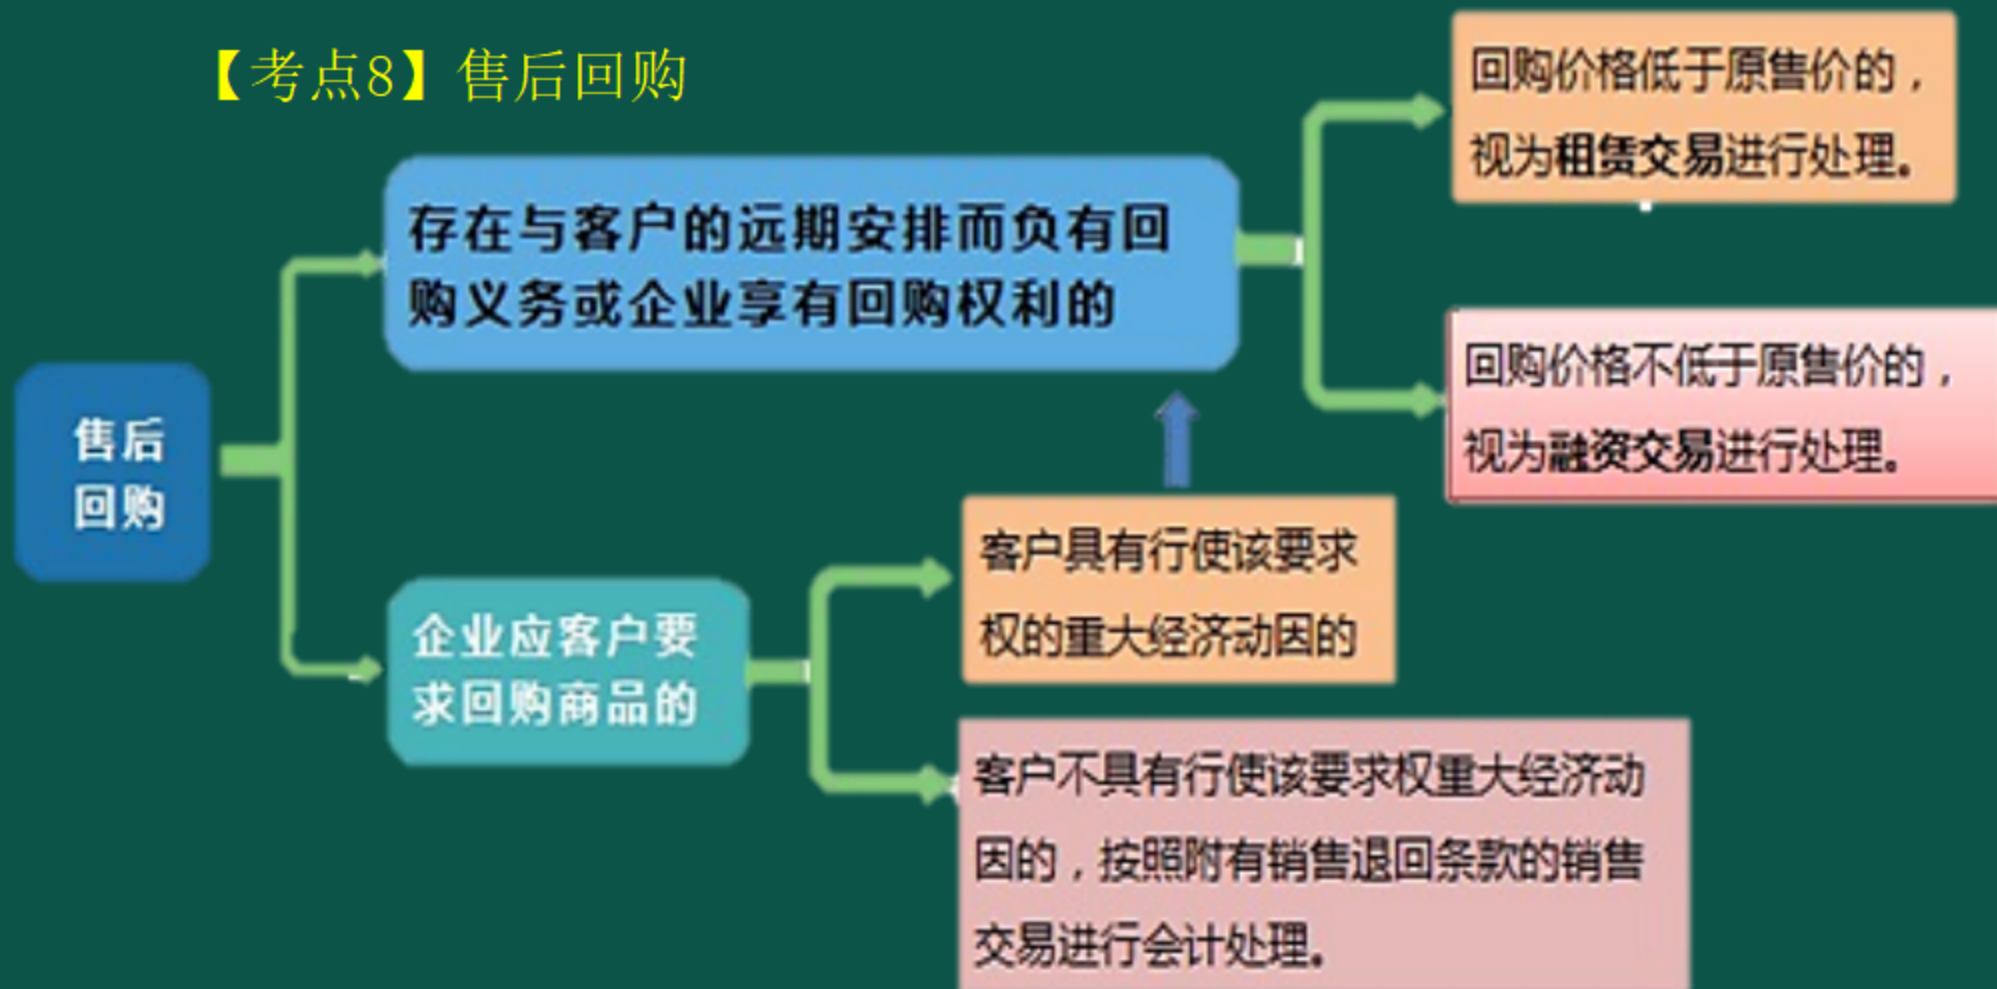 【考点8】售后回购
售后
回购
存在与客户的远期安排而负有回
购义务或企业享有回购权利的
回购价格低于原售价的，
视为租赁交易进行处理。
回购价格不低于原售价的，
视为融资交易进行处理。
企业应客户要
求回购商品的
客户具有行使该要求
权的重大经济动因的
客户不具有行使该要求权重大经济动
因的，按照附有销售退回条款的销售
交易进行会计处理。